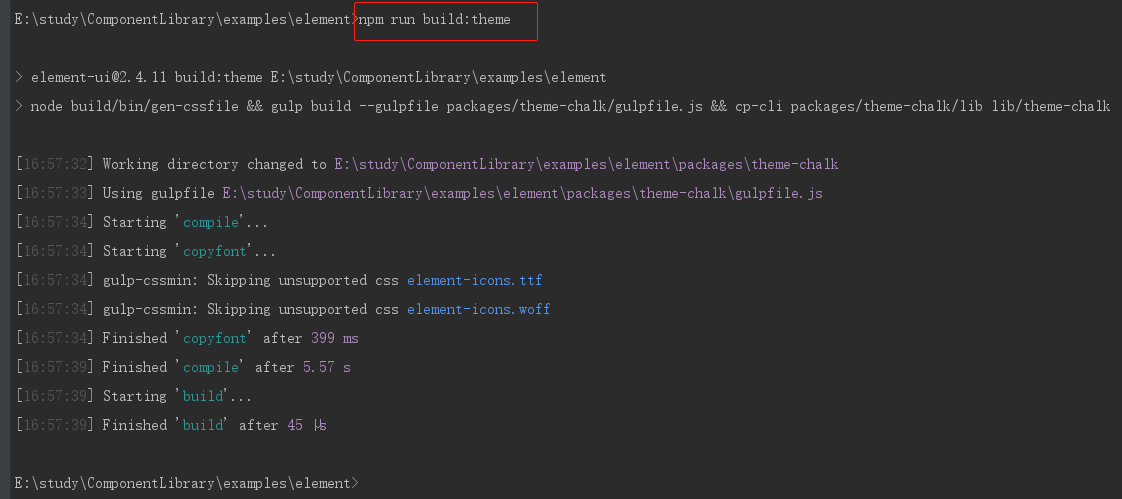 E:\study\ComponentLibrary\examples\element>npm run build:theme
> element-ui@2.4.11 build:theme E:\study\ComponentLibrary\examples\element
> node build/bin/gen-cssfile && gulp build --gulpfile packages/theme-chalk/gulpfile.js && cp-cli packages/theme-chalk/lib lib/theme-chalk
[16:57:32] Working directory changed to E:\study\ComponentLibrary\examples\element\packages\theme-chalk
[16:57:33] Using gulpfile E:\study\ComponentLibrary\examples\element\packages\theme-chalk\gulpfile.js
[16:57:34] Starting 'compile'...
[16:57:34] Starting 'copyfont'...
[16:57:34] gulp-cssmin: Skipping unsupported css element-icons.ttf
[16:57:34] gulp-cssmin: Skipping unsupported css element-icons.woff
[16:57:34] Finished 'copyfont' after 399 ms
[16:57:39] Finished 'compile' after 5.57 s
[16:57:39] Starting 'build'...
[16:57:39] Finished 'build' after 45 μs
E:\study\ComponentLibrary\examples\element>